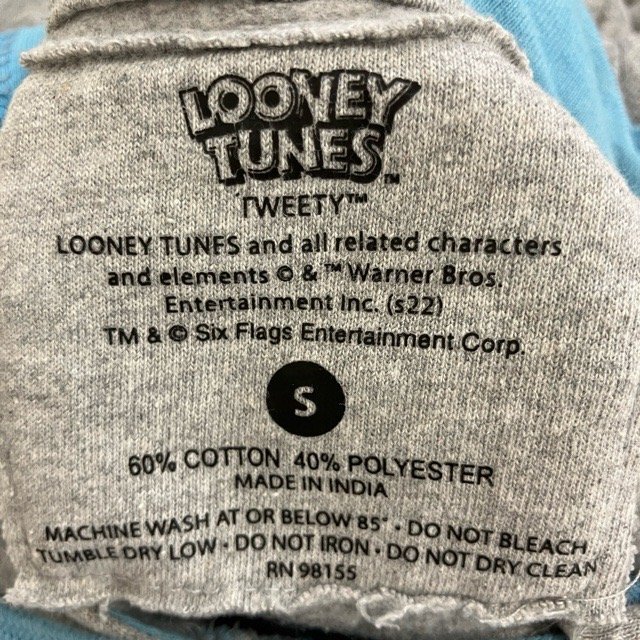 LOONEY
TUNES™
TWEETY™
LOONEY TUNES and all related characters
and elements © & ™ Warner Bros.
Entertainment Inc. (s22)
TM & © Six Flags Entertainment Corp.
S
60% COTTON 40% POLYESTER
MADE IN INDIA
MACHINE WASH AT OR BELOW 85° · DO NOT BLEACH
TUMBLE DRY LOW · DO NOT IRON · DO NOT DRY CLEAN
RN 98155